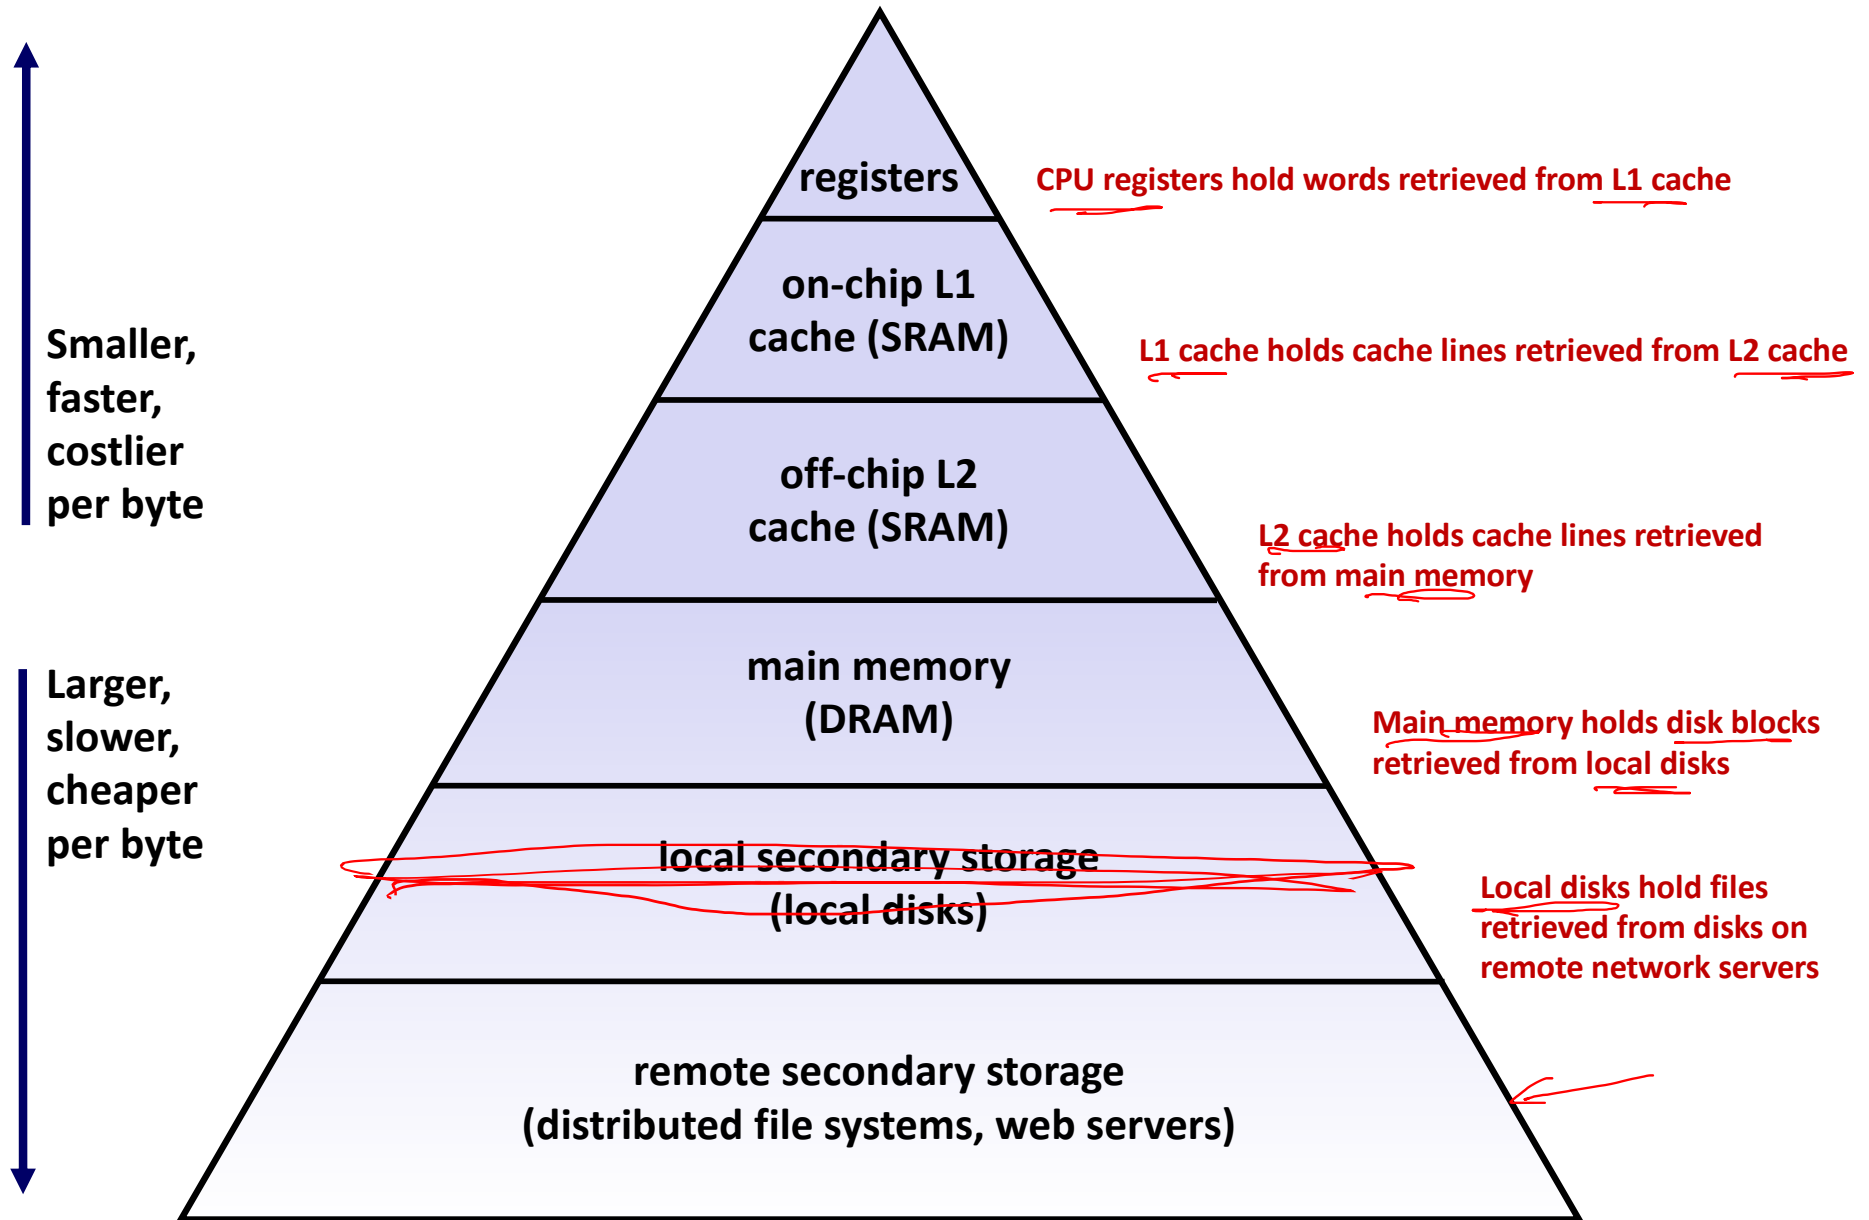 registers
CPU registers hold words retrieved from L1 cache
on-chip L1
cache (SRAM)
Smaller,
faster,
costlier
per byte
L1 cache holds cache lines retrieved from L2 cache
off-chip L2
cache (SRAM)
L2 cache holds cache lines retrieved
from main memory
Larger,
slower,
cheaper
per byte
main memory
(DRAM)
Main memory holds disk blocks
retrieved from local disks
local secondary storage
(local disks)
Local disks hold files
retrieved from disks on
remote network servers
remote secondary storage
(distributed file systems, web servers)